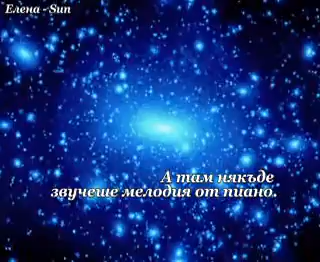 Елена - Sun
А там някъде
звучеше мелодия от пиано.